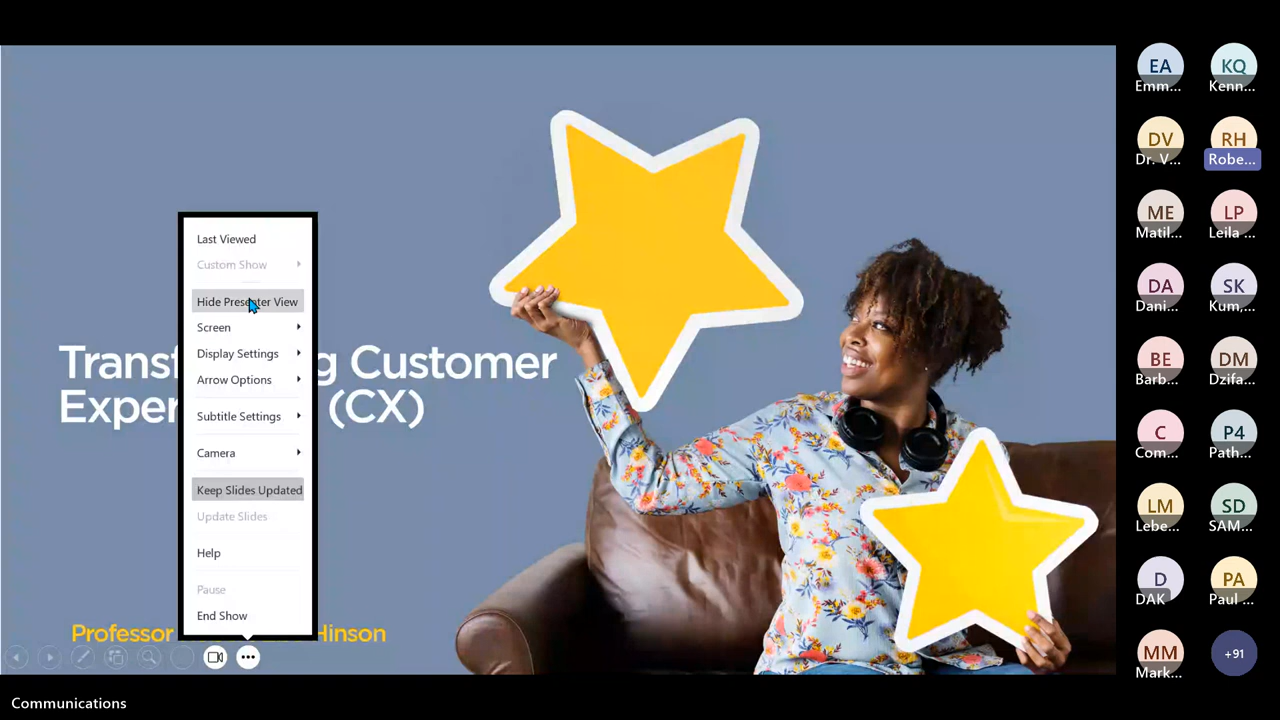 Transf
g Customer
Exper
(CX)
Professor
Hinson
Last Viewed
Custom Show
Hide Presenter View
Screen
Display Settings
Arrow Options
Subtitle Settings
Camera
Keep Slides Updated
Update Slides
Help
Pause
End Show
EA
Emm...
KQ
Kenn...
DV
Dr. V...
RH
Robe...
ME
Matil...
LP
Leila ...
DA
Dani...
SK
Kum,...
BE
Barb...
DM
Dzifa...
C
Com...
P4
Path...
LM
Lebe...
SD
SAM...
D
DAK
PA
Paul ...
MM
Mark...
+91
Communications